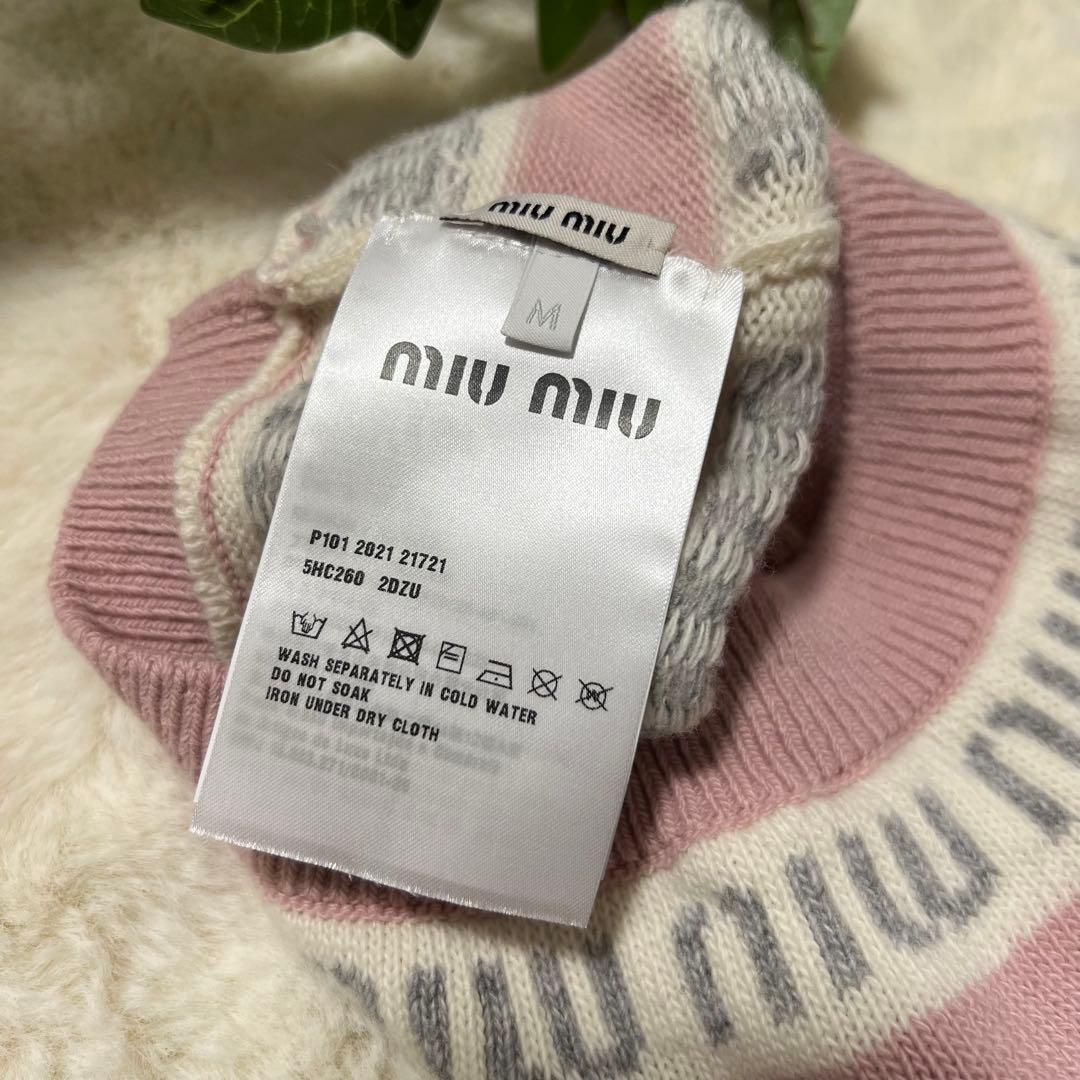 MIU MIU
M
MIU MIU
P101 2021 21721
5HC260 2DZU
WASH SEPARATELY IN COLD WATER
DO NOT SOAK
IRON UNDER DRY CLOTH
MIU MIU